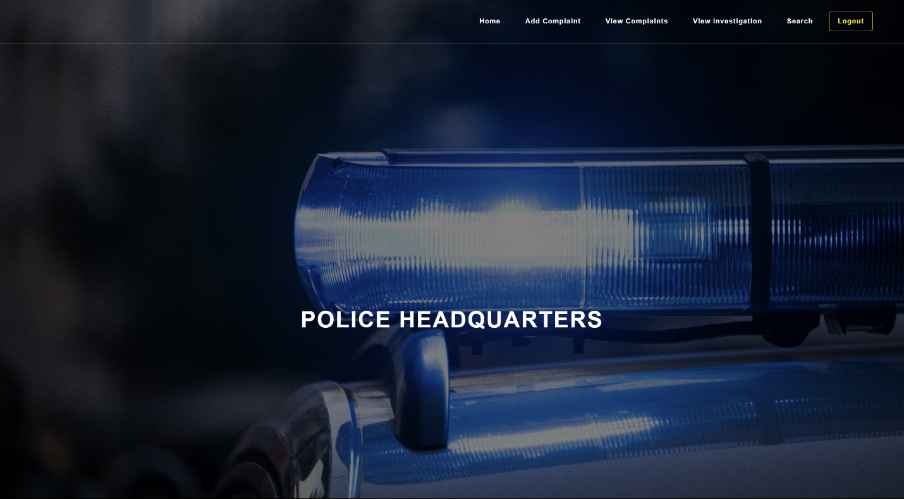 Home Add Complaint View Complaints View Investigation Search Logout
POLICE HEADQUARTERS